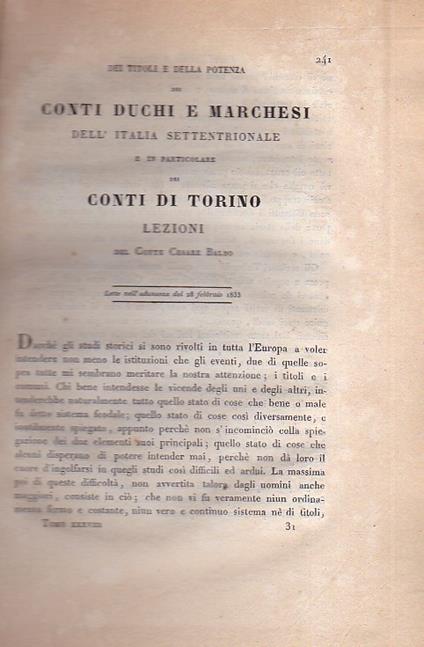 241
DEI TITOLI E DELLA POTENZA
DEI
CONTI DUCHI E MARCHESI
DELL' ITALIA SETTENTRIONALE
E IN PARTICOLARE
DEI
CONTI DI TORINO
LEZIONI
DEL CONTE CESARE BALBO
Lette nell' adunanza del 28 febbraio 1833
Dacchè gli studi storici si sono rivolti in tutta l'Europa a voler
intendere non meno le istituzioni che gli eventi, due di quelle so-
pra tutte mi sembrano meritare la nostra attenzione; i titoli e i
comuni. Chi bene intendesse le vicende degli uni e degli altri, in-
tenderebbe naturalmente tutto quello stato di cose che bene o male
fu detto sistema feodale; quello stato di cose così diversamente, e
inutilmente spiegato, appunto perchè non s'incominciò colla spie-
gazione dei due elementi suoi principali; quello stato di cose che
alcuni disperano di potere intender mai, perchè non dà loro il
cuore d'ingolfarsi in quegli studi così difficili ed ardui. La massima
poi di queste difficoltà, non avvertita talora dagli uomini anche
maggiori, consiste in ciò; che non vi fu veramente niun ordina-
mento fermo e costante, niun vero e continuo sistema nè di titoli,
TOMO XXXVIII 31